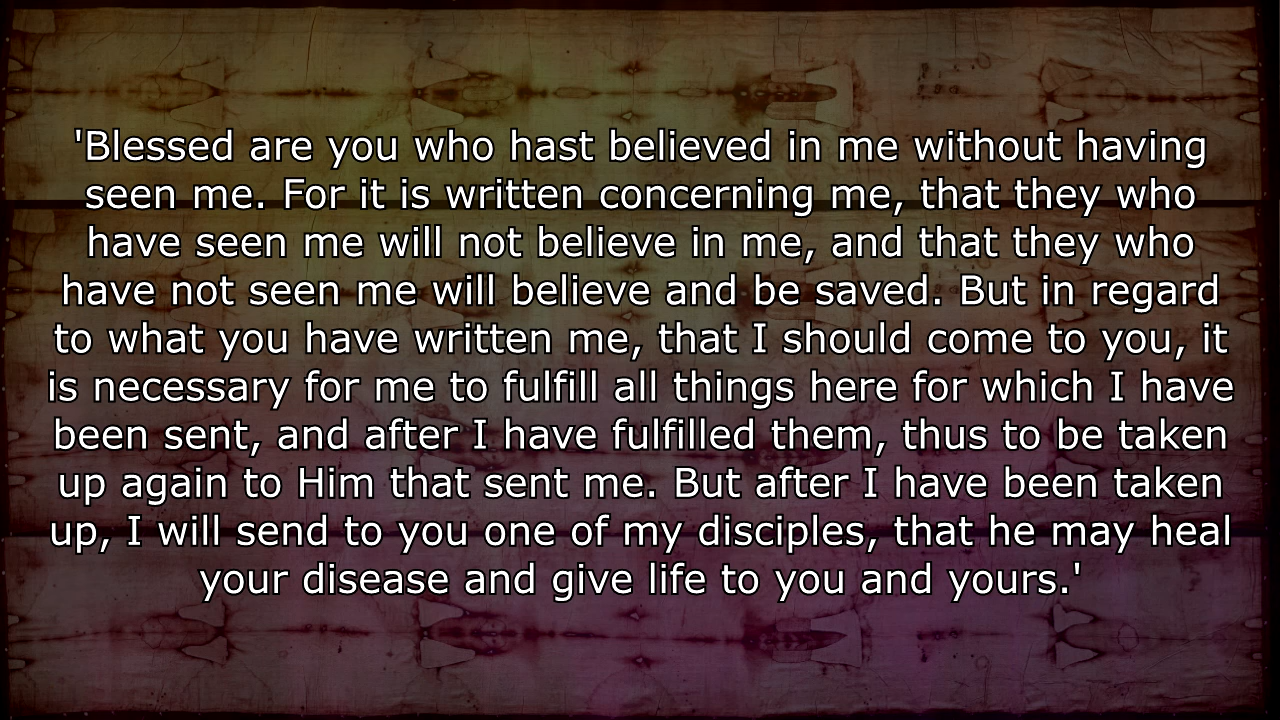 'Blessed are you who hast believed in me without having
seen me. For it is written concerning me, that they who
have seen me will not believe in me, and that they who
have not seen me will believe and be saved. But in regard
to what you have written me, that I should come to you, it
is necessary for me to fulfill all things here for which I have
been sent, and after I have fulfilled them, thus to be taken
up again to Him that sent me. But after I have been taken
up, I will send to you one of my disciples, that he may heal
your disease and give life to you and yours.'